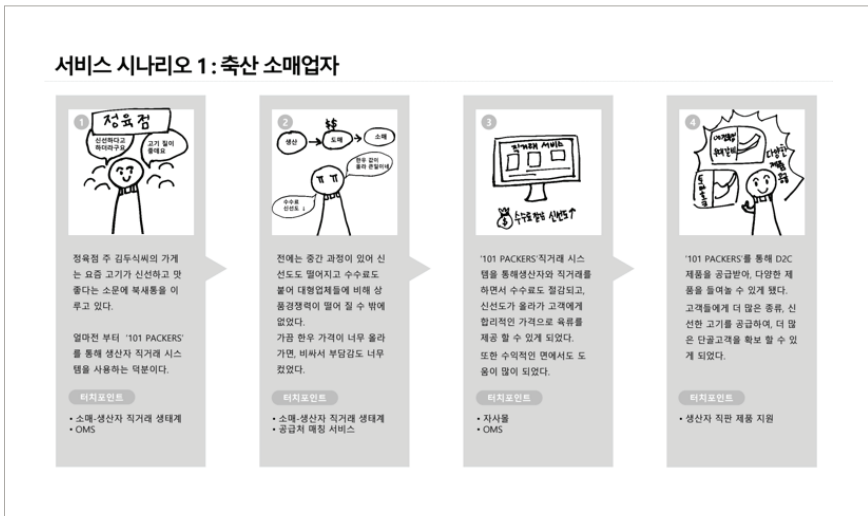 서비스 시나리오 1 : 축산 소매업자
1
정육점
신선하다고
하더라구요
고기 질이
좋데요
정육점 주 김두식씨의 가게
는 요즘 고기가 신선하고 맛
좋다는 소문에 북새통을 이
루고 있다.
얼마전 부터 '101 PACKERS'
를 통해 생산자 직거래 시스
템을 사용하는 덕분이다.
터치포인트
• 소매-생산자 직거래 생태계
• OMS
2
$$
생산
도매
소매
한우 값이
올라 큰일이네
ㅠㅠ
수수료
신선도 ↓
전에는 중간 과정이 있어 신
선도도 떨어지고 수수료도
붙어 대형업체들에 비해 상
품경쟁력이 떨어 질 수 밖에
없었다.
가끔 한우 가격이 너무 올라
가면, 비싸서 부담감도 너무
컸었다.
터치포인트
• 소매-생산자 직거래 생태계
• 공급처 매칭 서비스
3
직거래 서비스
$ 수수료 절감 신선도↑
'101 PACKERS'직거래 시스
템을 통해생산자와 직거래를
하면서 수수료도 절감되고,
신선도가 올라가 고객에게
합리적인 가격으로 육류를
제공 할 수 있게 되었다.
또한 수익적인 면에서도 도
움이 많이 되었다.
터치포인트
• 자사몰
• OMS
4
다양한
제품
'101 PACKERS'를 통해 D2C
제품을 공급받아, 다양한 제
품을 들여놓 수 있게 됐다.
고객들에게 더 많은 종류, 신
선한 고기를 공급하여, 더 많
은 단골고객을 확보 할 수 있
게 되었다.
터치포인트
• 생산자 직판 제품 지원